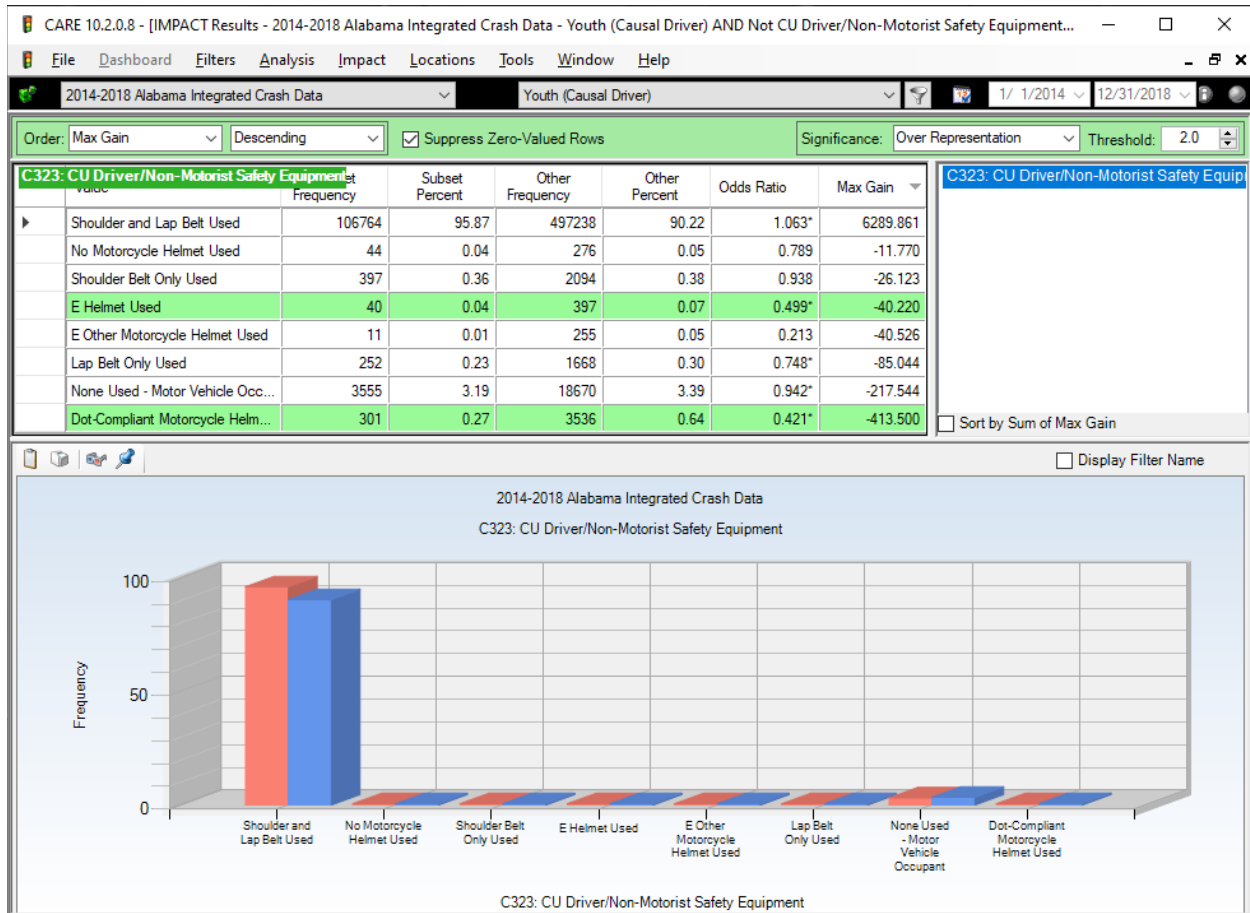 CARE 10.2.0.8 - [IMPACT Results - 2014-2018 Alabama Integrated Crash Data - Youth (Causal Driver) AND Not CU Driver/Non-Motorist Safety Equipment...
File Dashboard Filters Analysis Impact Locations Tools Window Help
2014-2018 Alabama Integrated Crash Data Youth (Causal Driver) 1/ 1/2014 12/31/2018
Order: Max Gain Descending Suppress Zero-Valued Rows Significance: Over Representation Threshold: 2.0
C323: CU Driver/Non-Motorist Safety Equipment Frequency Subset Percent Other Frequency Other Percent Odds Ratio Max Gain
Shoulder and Lap Belt Used 106764 95.87 497238 90.22 1.063* 6289.861
No Motorcycle Helmet Used 44 0.04 276 0.05 0.789 -11.770
Shoulder Belt Only Used 397 0.36 2094 0.38 0.938 -26.123
E Helmet Used 40 0.04 397 0.07 0.499* -40.220
E Other Motorcycle Helmet Used 11 0.01 255 0.05 0.213 -40.526
Lap Belt Only Used 252 0.23 1668 0.30 0.748* -85.044
None Used - Motor Vehicle Occ... 3555 3.19 18670 3.39 0.942* -217.544
Dot-Compliant Motorcycle Helm... 301 0.27 3536 0.64 0.421* -413.500
C323: CU Driver/Non-Motorist Safety Equip
Sort by Sum of Max Gain
Display Filter Name
2014-2018 Alabama Integrated Crash Data
C323: CU Driver/Non-Motorist Safety Equipment
100
50
0
Frequency
Shoulder and Lap Belt Used
No Motorcycle Helmet Used
Shoulder Belt Only Used
E Helmet Used
E Other Motorcycle Helmet Used
Lap Belt Only Used
None Used - Motor Vehicle Occupant
Dot-Compliant Motorcycle Helmet Used
C323: CU Driver/Non-Motorist Safety Equipment